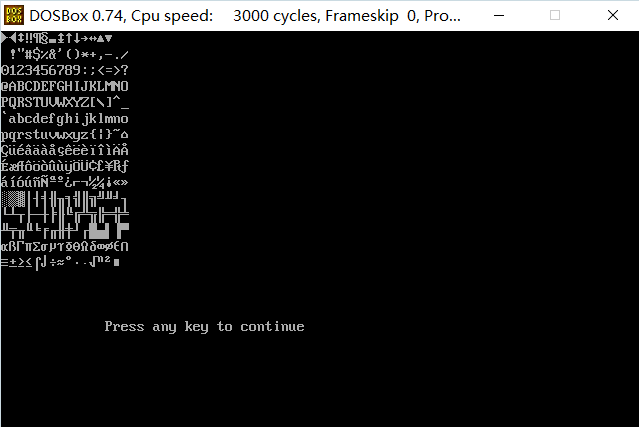 DOSBox 0.74, Cpu speed: 3000 cycles, Frameskip 0, Pro...
►◄↕‼¶§▬↨↑↓→↔▲▼
 !"#$%&'()*+,-./
0123456789:;<=>?
@ABCDEFGHIJKLMNO
PQRSTUVWXYZ[\]^_
`abcdefghijklmno
pqrstuvwxyz{|}~⌂
ÇüéâäàåçêëèïîìÄÅ
ÉæÆôöòûùÿÖÜ¢£¥₧ƒ
áíóúñÑªº¿⌐¬½¼¡«»
░▒▓│┤╡╢╖╕╣║╗╝╜╛┐
└┴┬├─┼╞╟╚╔╩╦╠═╬╧
╨╤╥╙╘╒╓╫╪┘┌█▄▌▐▀
αßΓπΣσµτΦΘΩδ∞φε∩
≡±≥≤⌠⌡÷≈°∙·√ⁿ²■
Press any key to continue